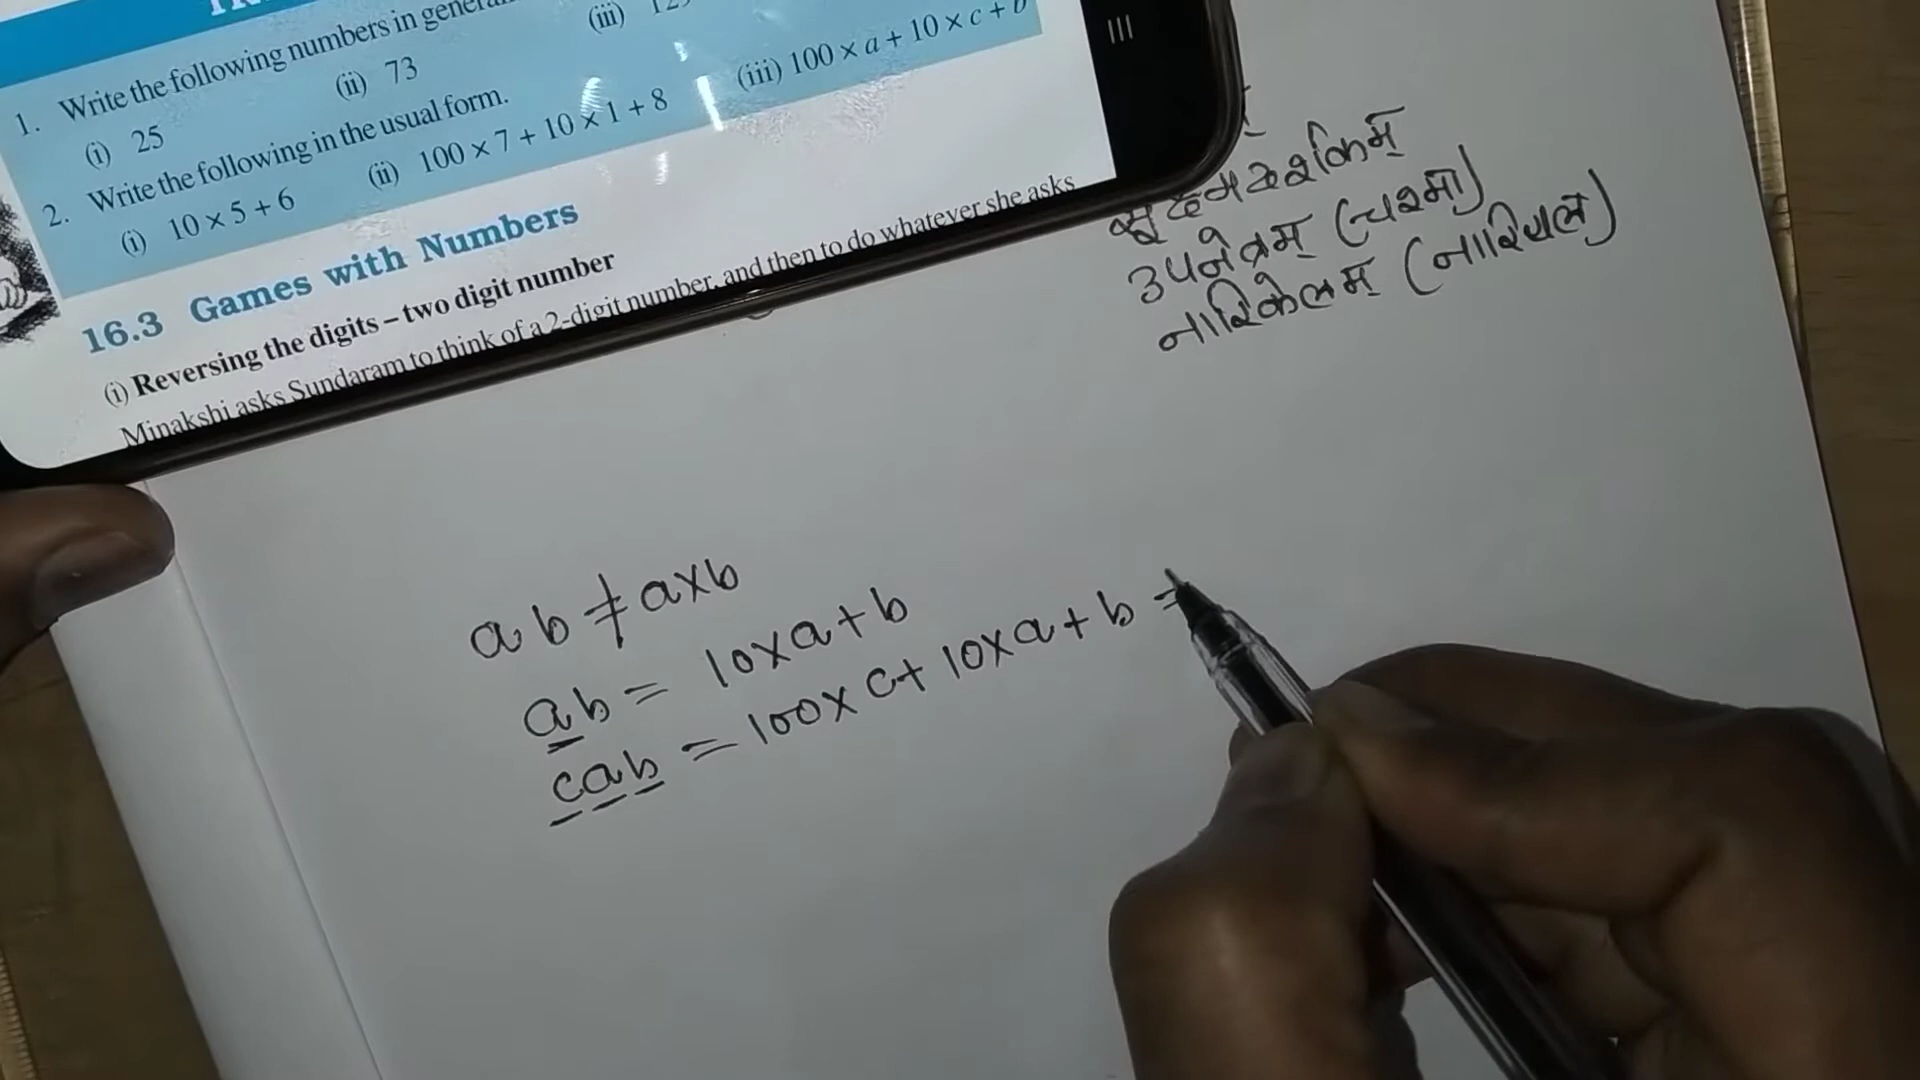 1. Write the following numbers in general
(i) 25 (ii) 73 (iii)
2. Write the following in the usual form.
(i) 10 × 5 + 6 (ii) 100 × 7 + 10 × 1 + 8 (iii) 100 × a + 10 × c + b
16.3 Games with Numbers
(i) Reversing the digits – two digit number
Minakshi asks Sundaram to think of a 2-digit number, and then to do whatever she asks
उपनेत्रम् (चश्मा)
नारिकेलम् (नारियल)
ab ≠ a×b
ab = 10×a+b
cab = 100×c+10×a+b =